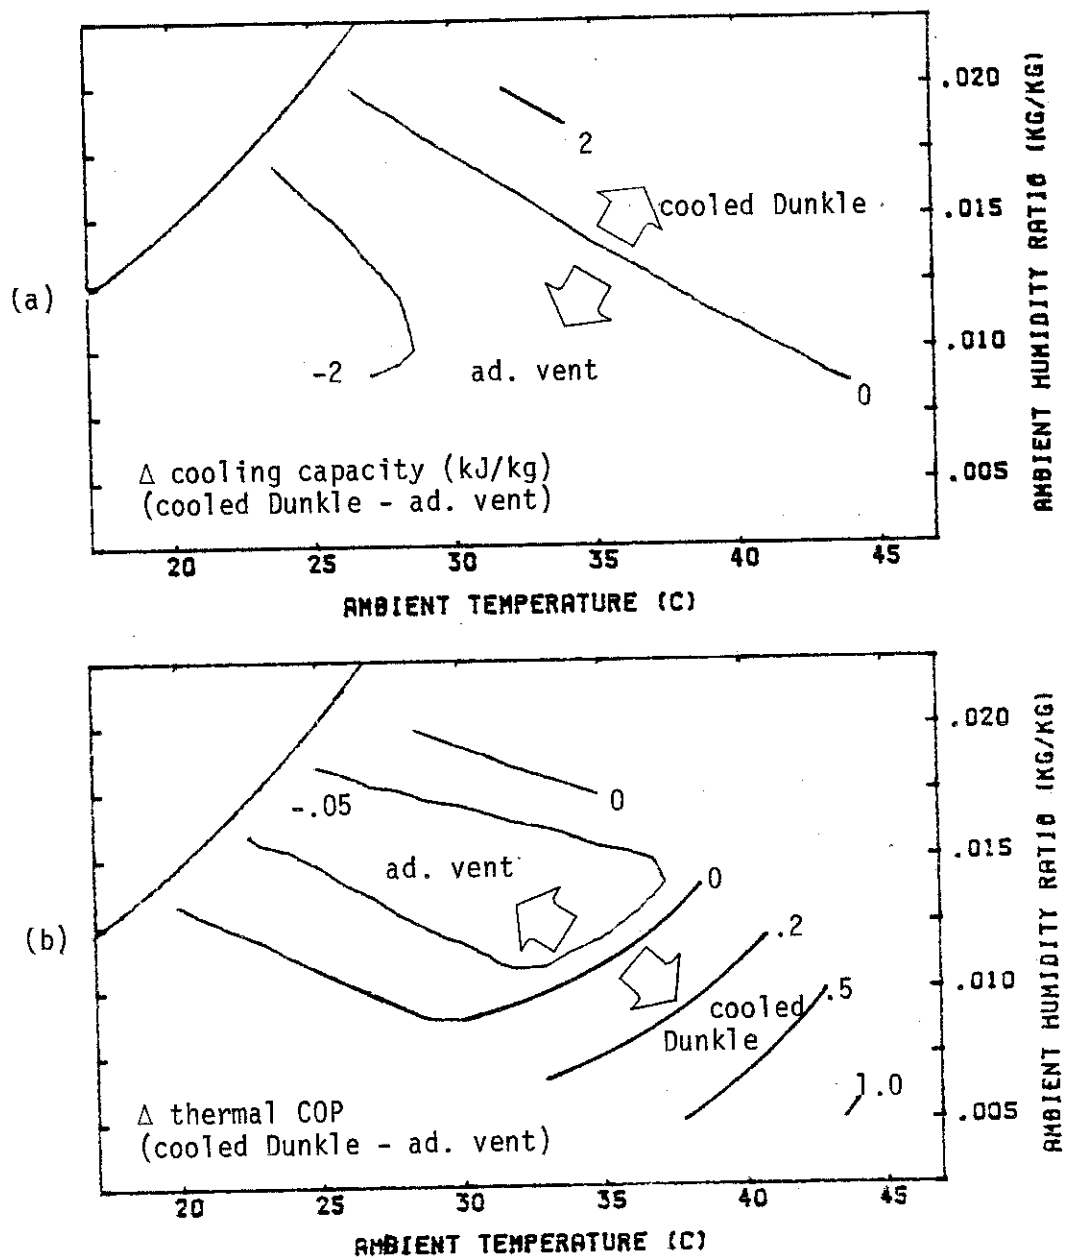 .020
2
cooled Dunkle
.015
(a)
.010
-2
ad. vent
0
Δ cooling capacity (kJ/kg)
(cooled Dunkle - ad. vent)
.005
AMBIENT HUMIDITY RATIO (KG/KG)
20 25 30 35 40 45
AMBIENT TEMPERATURE (C)
.020
0
-.05
.015
ad. vent
0
(b)
.2
.010
.5
cooled
Dunkle
1.0
.005
Δ thermal COP
(cooled Dunkle - ad. vent)
AMBIENT HUMIDITY RATIO (KG/KG)
20 25 30 35 40 45
AMBIENT TEMPERATURE (C)